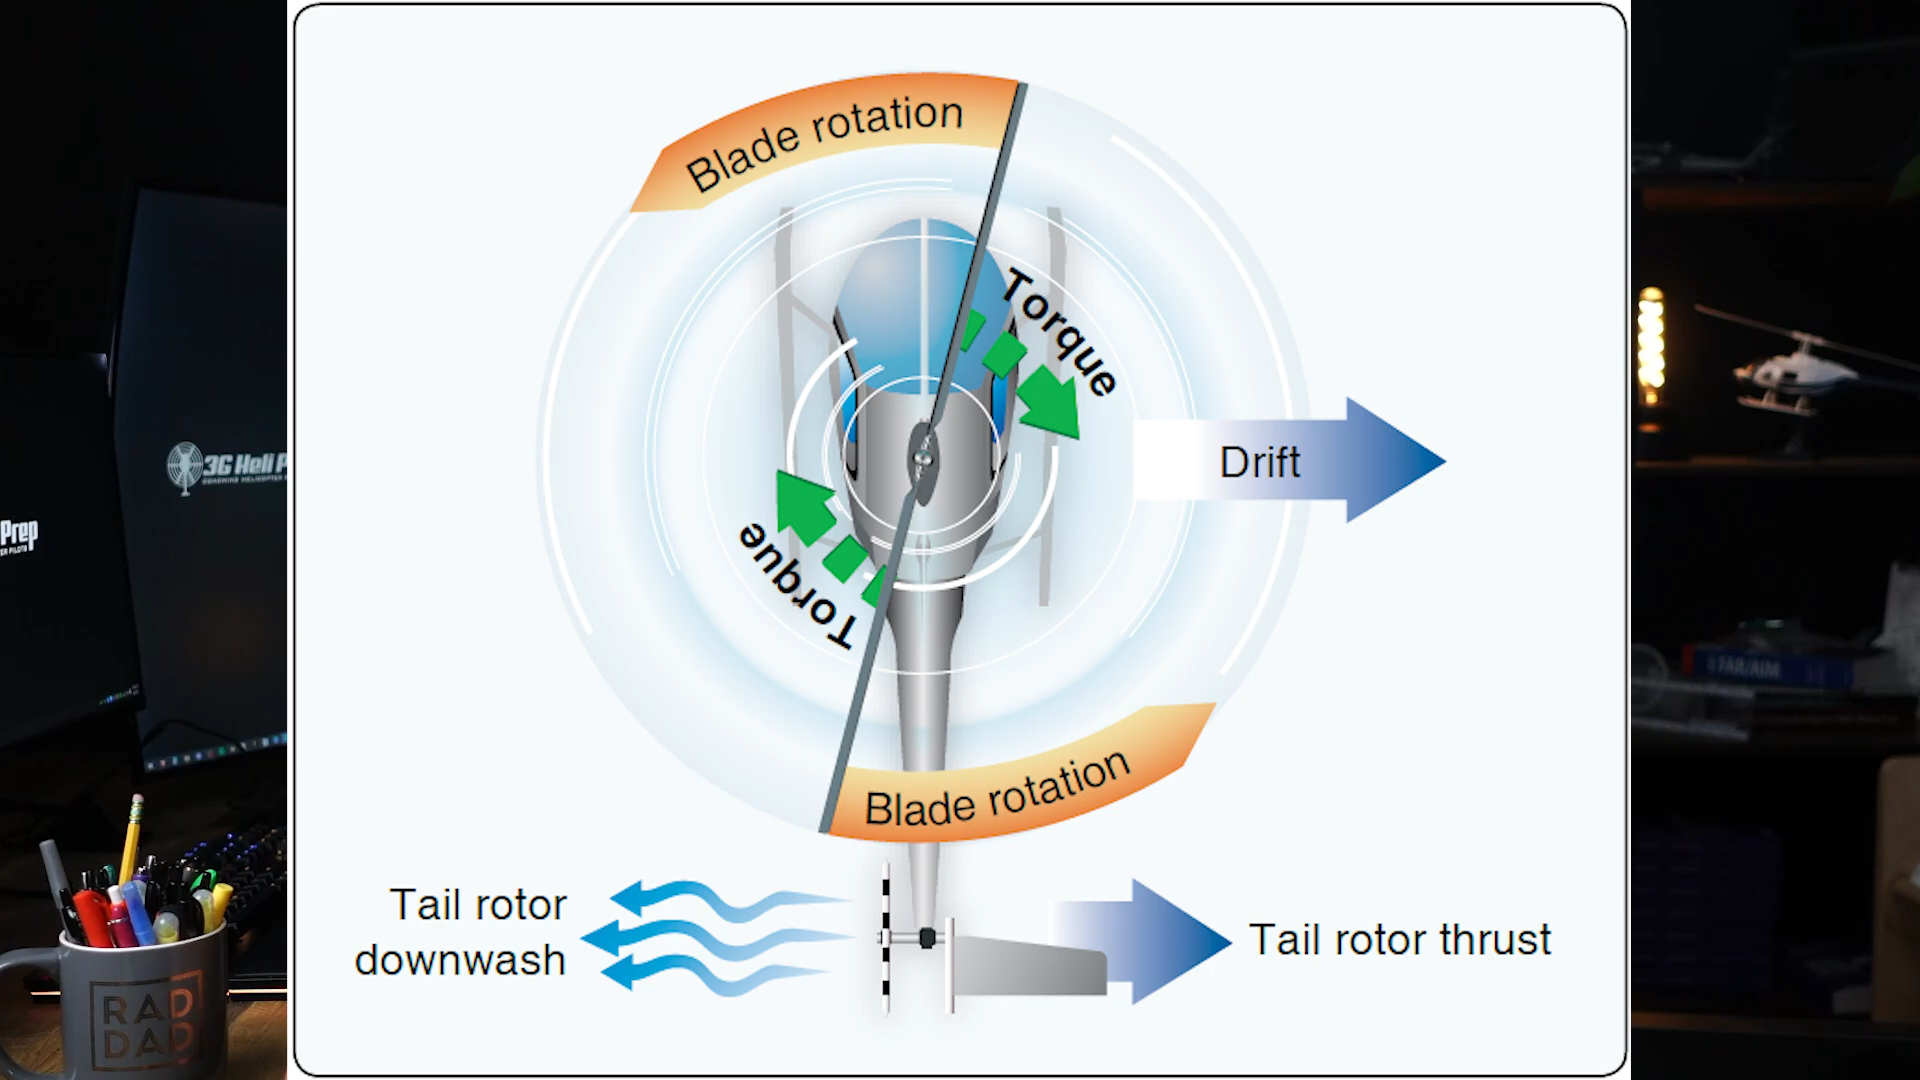 Blade rotation
Torque
Drift
3G Heli P
Prep
Torque
FAR/AIM
Blade rotation
Tail rotor
downwash
Tail rotor thrust
RAD
DAD